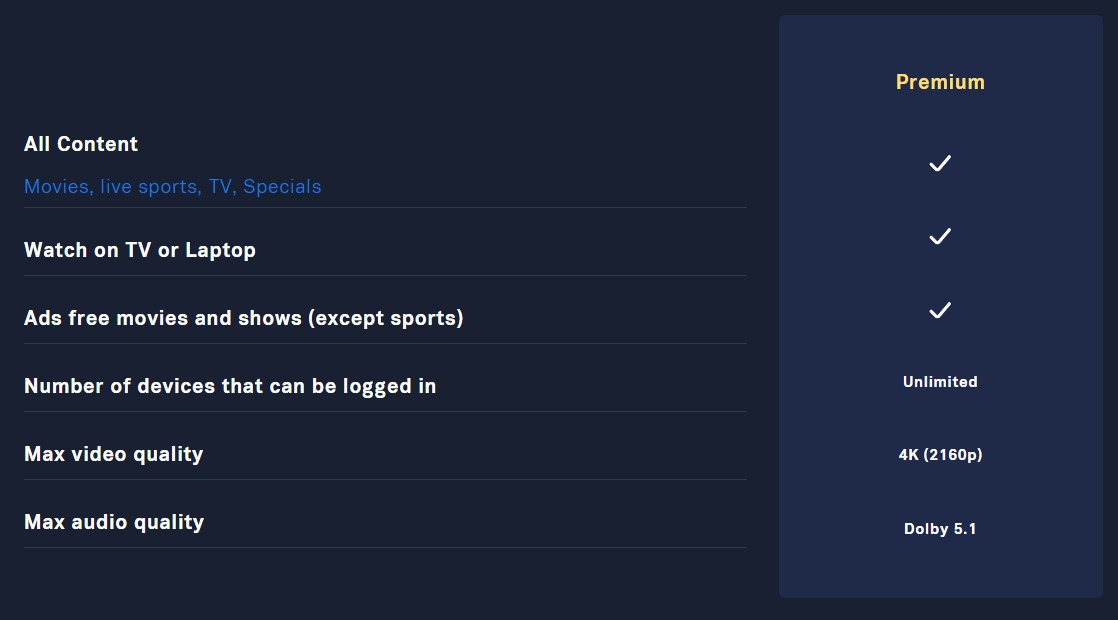 Premium
All Content
Movies, live sports, TV, Specials
Watch on TV or Laptop
Ads free movies and shows (except sports)
Number of devices that can be logged in
Unlimited
Max video quality
4K (2160p)
Max audio quality
Dolby 5.1